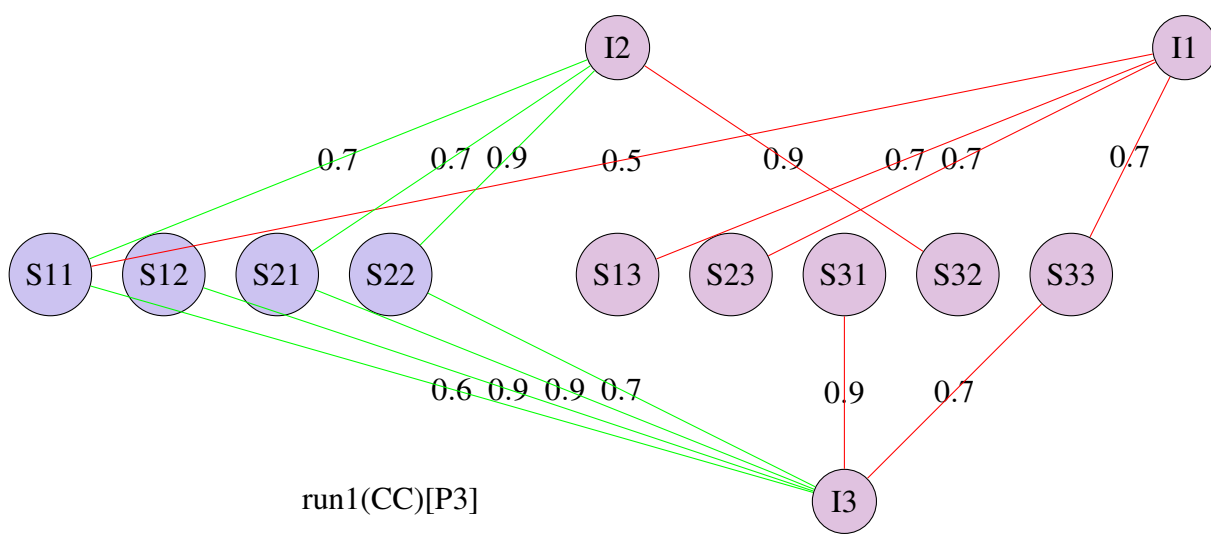 I2 I1
0.7 0.7 0.9 0.5 0.9 0.7 0.7 0.7
S11 S12 S21 S22 S13 S23 S31 S32 S33
0.6 0.9 0.9 0.7 0.9 0.7
run1(CC)[P3] I3